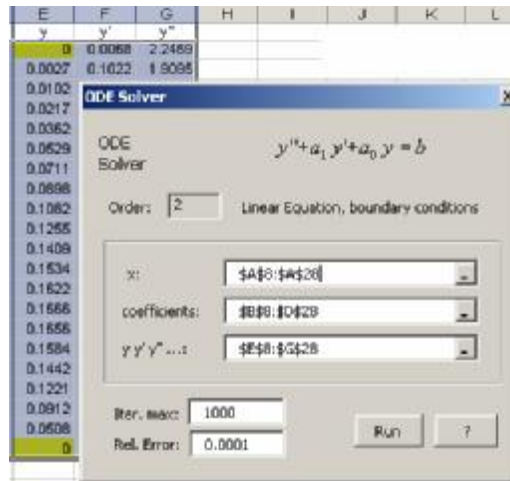 E F G H I J K L
y y' y"
0 0.0068 2.2469
0.0027 0.1022 1.9095
0.0102
0.0217
0.0362
0.0529
0.0711
0.0898
0.1082
0.1255
0.1409
0.1534
0.1622
0.1666
0.1656
0.1584
0.1442
0.1221
0.0912
0.0508
0
ODE Solver X
ODE
Solver
y"+a₁ y'+a₀ y = b
Order: 2 Linear Equation, boundary conditions
x: $A$8:$A$28
coefficients: $B$8:$D$28
y y' y" ...: $E$8:$G$28
Iter. max: 1000
Rel. Error: 0.0001
Run ?